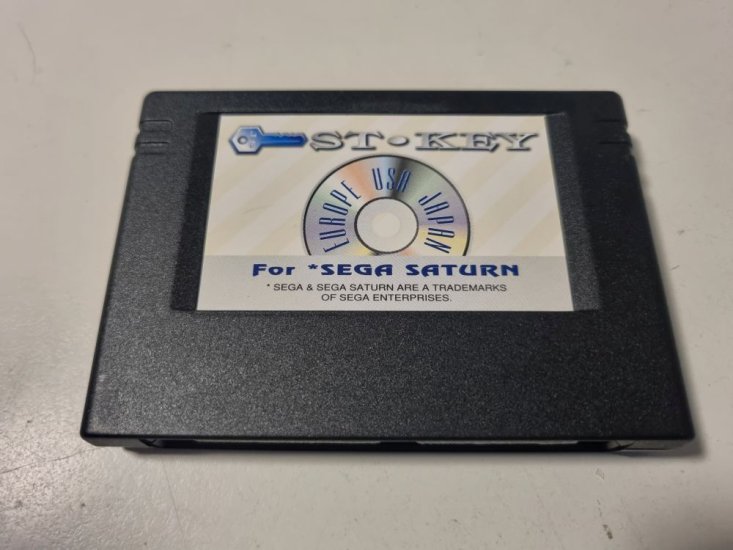 ST•KEY
EUROPE USA JAPAN
For *SEGA SATURN
* SEGA & SEGA SATURN ARE A TRADEMARKS
OF SEGA ENTERPRISES.